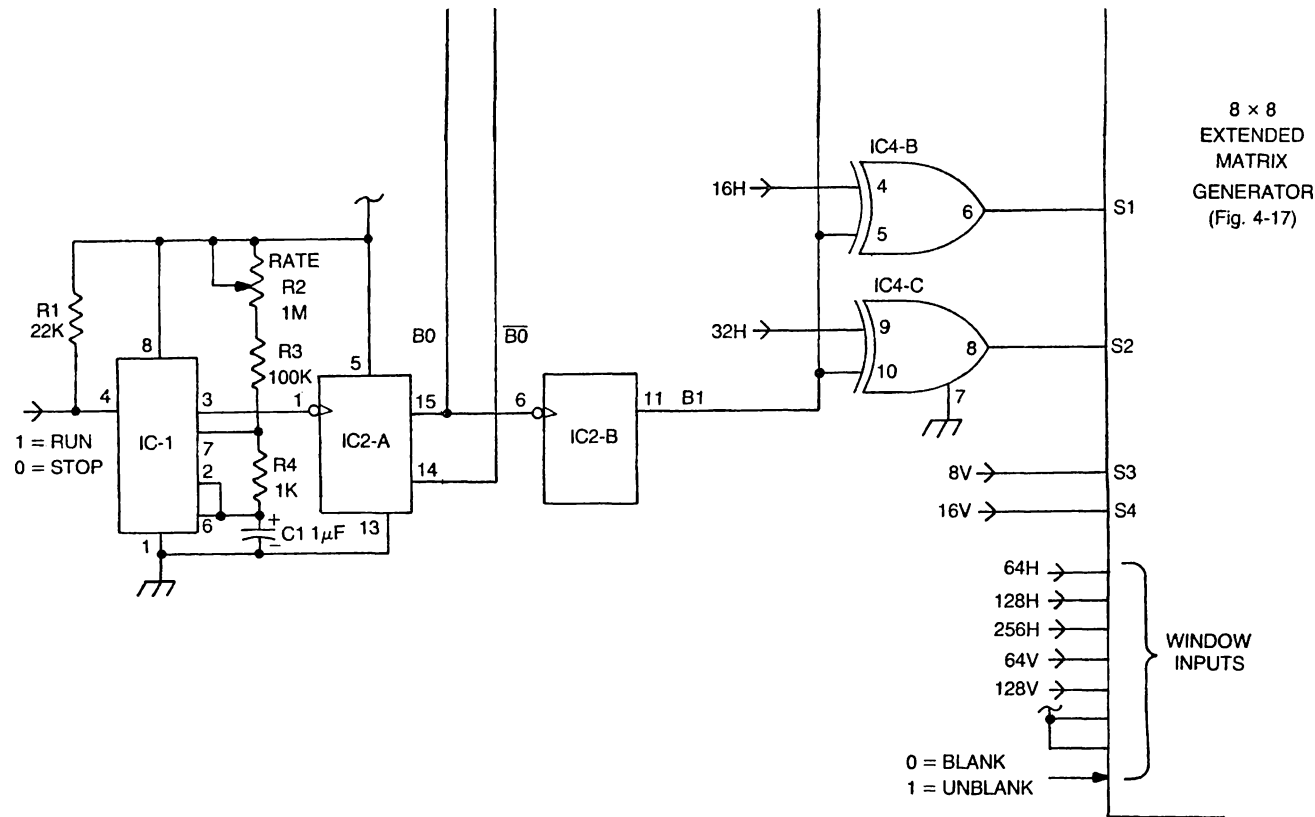 8 × 8
EXTENDED
MATRIX
GENERATOR
(Fig. 4-17)
IC4-B
16H
4
5
6
S1
IC4-C
32H
9
10
8
7
S2
RATE
R2
1M
R1
22K
R3
100K
B0
B0
8
5
4
3
1
15
6
11
B1
1 = RUN
0 = STOP
IC-1
7
2
6
1
R4
1K
C1 1μF
+
−
IC2-A
14
13
IC2-B
8V
S3
16V
S4
64H
128H
256H
64V
128V
WINDOW
INPUTS
0 = BLANK
1 = UNBLANK